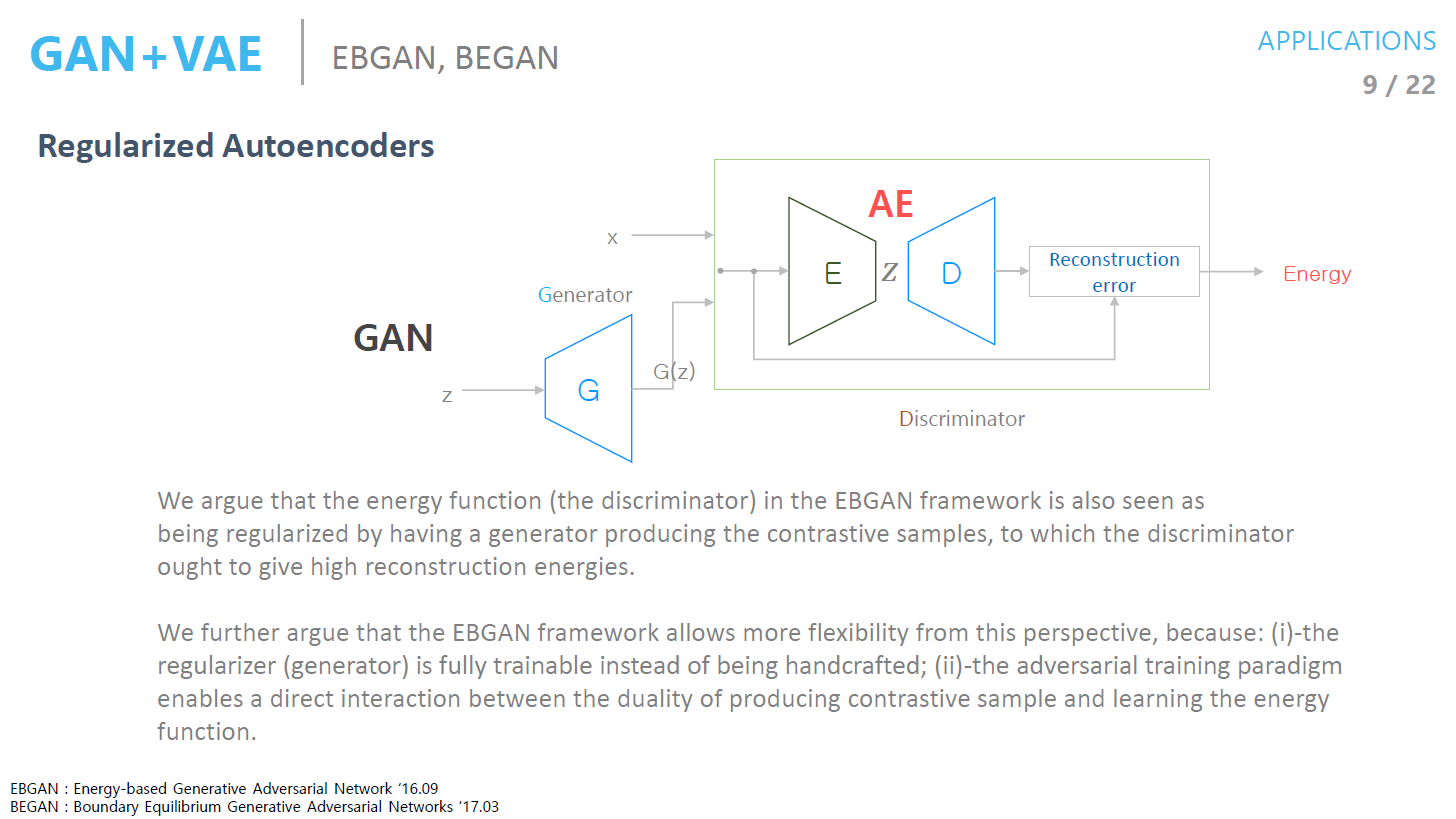 GAN+VAE
EBGAN, BEGAN
APPLICATIONS
9 / 22
Regularized Autoencoders
AE
x
E
Z
D
Reconstruction
error
Energy
Generator
GAN
G(z)
z
G
Discriminator
We argue that the energy function (the discriminator) in the EBGAN framework is also seen as
being regularized by having a generator producing the contrastive samples, to which the discriminator
ought to give high reconstruction energies.
We further argue that the EBGAN framework allows more flexibility from this perspective, because: (i)-the
regularizer (generator) is fully trainable instead of being handcrafted; (ii)-the adversarial training paradigm
enables a direct interaction between the duality of producing contrastive sample and learning the energy
function.
EBGAN : Energy-based Generative Adversarial Network ‘16.09
BEGAN : Boundary Equilibrium Generative Adversarial Networks ‘17.03